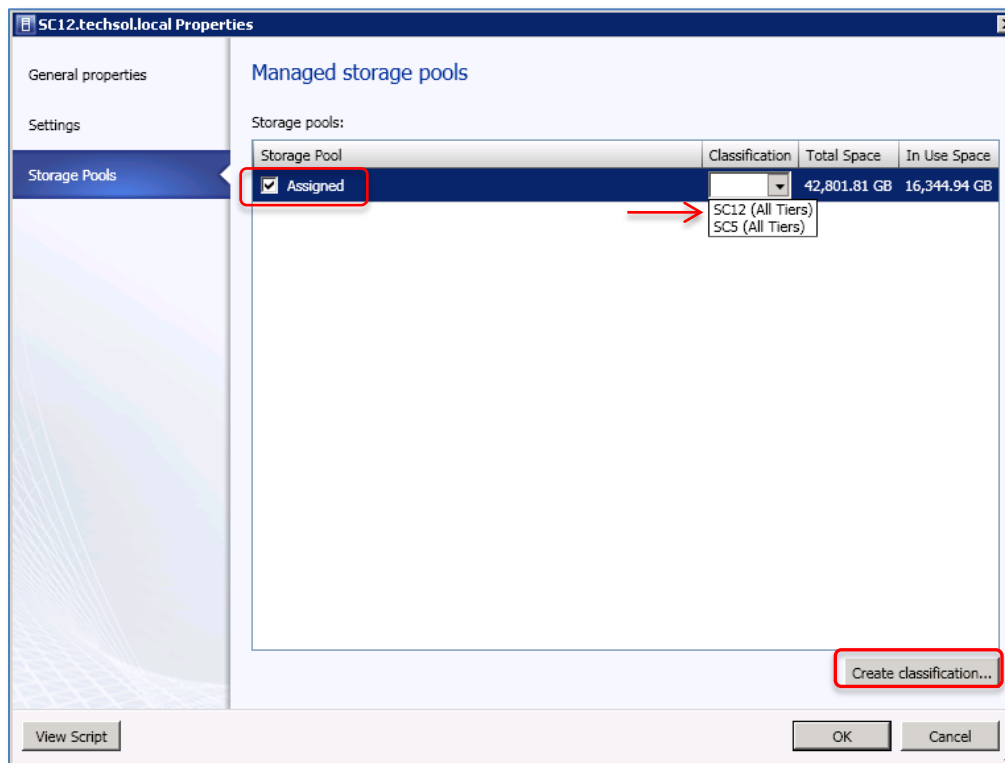 SC12.techsol.local Properties
General properties
Settings
Storage Pools
Managed storage pools
Storage pools:
Storage Pool Classification Total Space In Use Space
Assigned 42,801.81 GB 16,344.94 GB
SC12 (All Tiers)
SC5 (All Tiers)
Create classification...
View Script OK Cancel